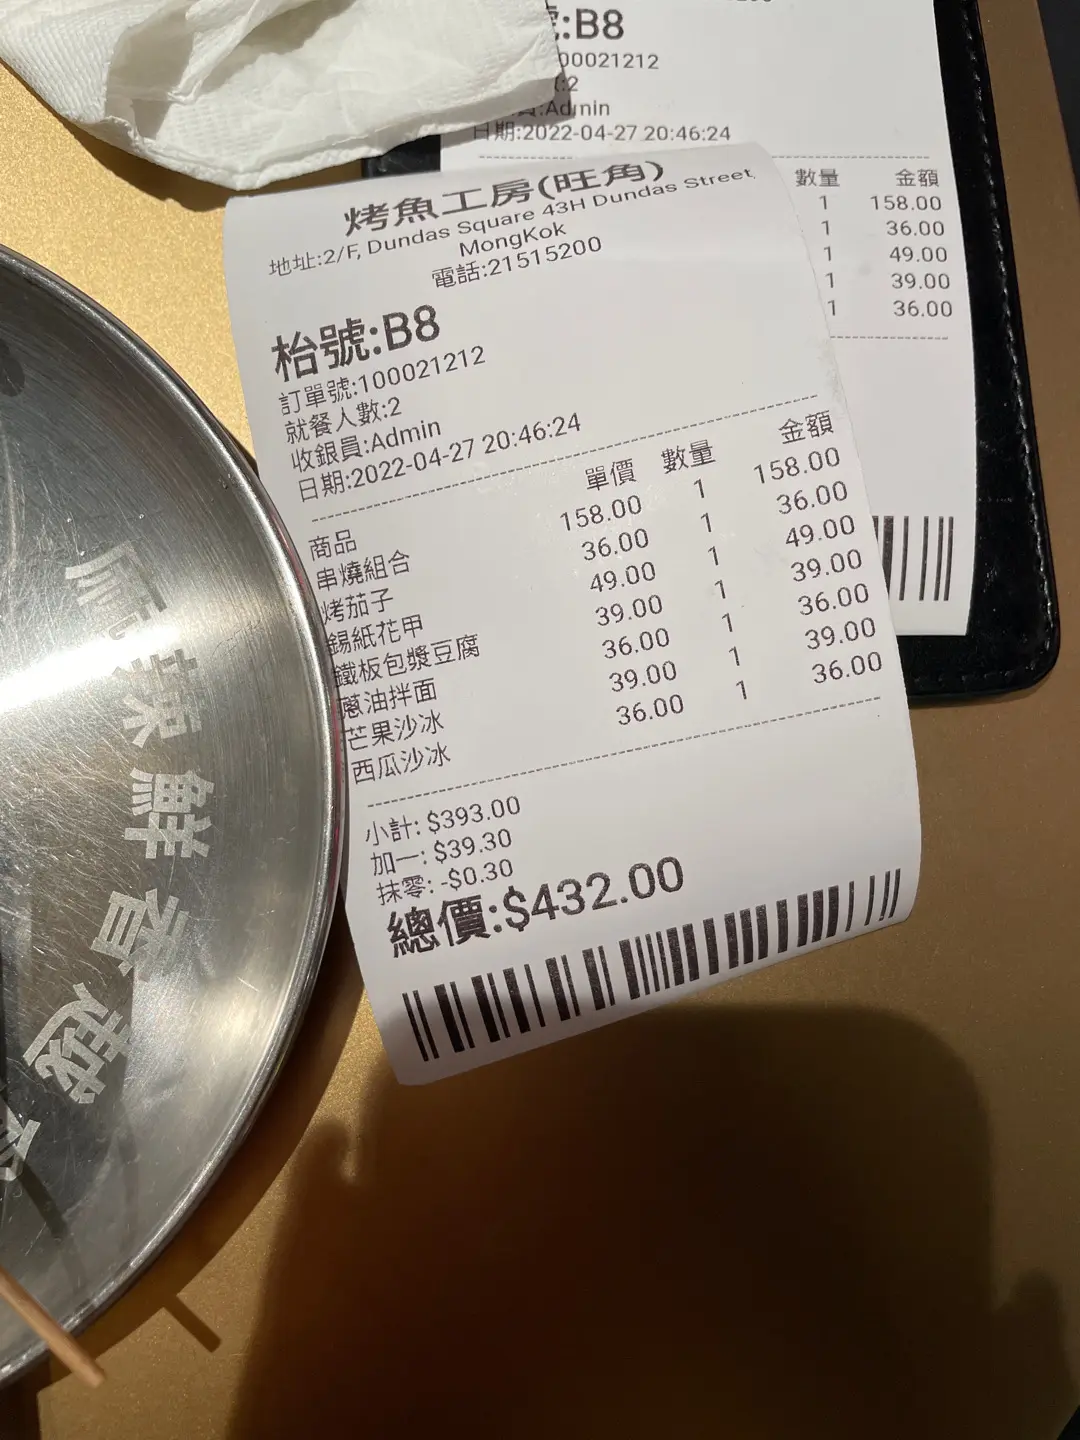 號:B8
00021212
:2
員:Admin
日期:2022-04-27 20:46:24
數量 金額
1 158.00
1 36.00
1 49.00
1 39.00
1 36.00
烤魚工房(旺角)
地址:2/F, Dundas Square 43H Dundas Street,
MongKok
電話:21515200
枱號:B8
訂單號:100021212
就餐人數:2
收銀員:Admin
日期:2022-04-27 20:46:24
商品 單價 數量 金額
串燒組合 158.00 1 158.00
烤茄子 36.00 1 36.00
錫紙花甲 49.00 1 49.00
鐵板包漿豆腐 39.00 1 39.00
蔥油拌面 36.00 1 36.00
芒果沙冰 39.00 1 39.00
西瓜沙冰 36.00 1 36.00
小計: $393.00
加一: $39.30
抹零: -$0.30
總價:$432.00
鮮
香
越